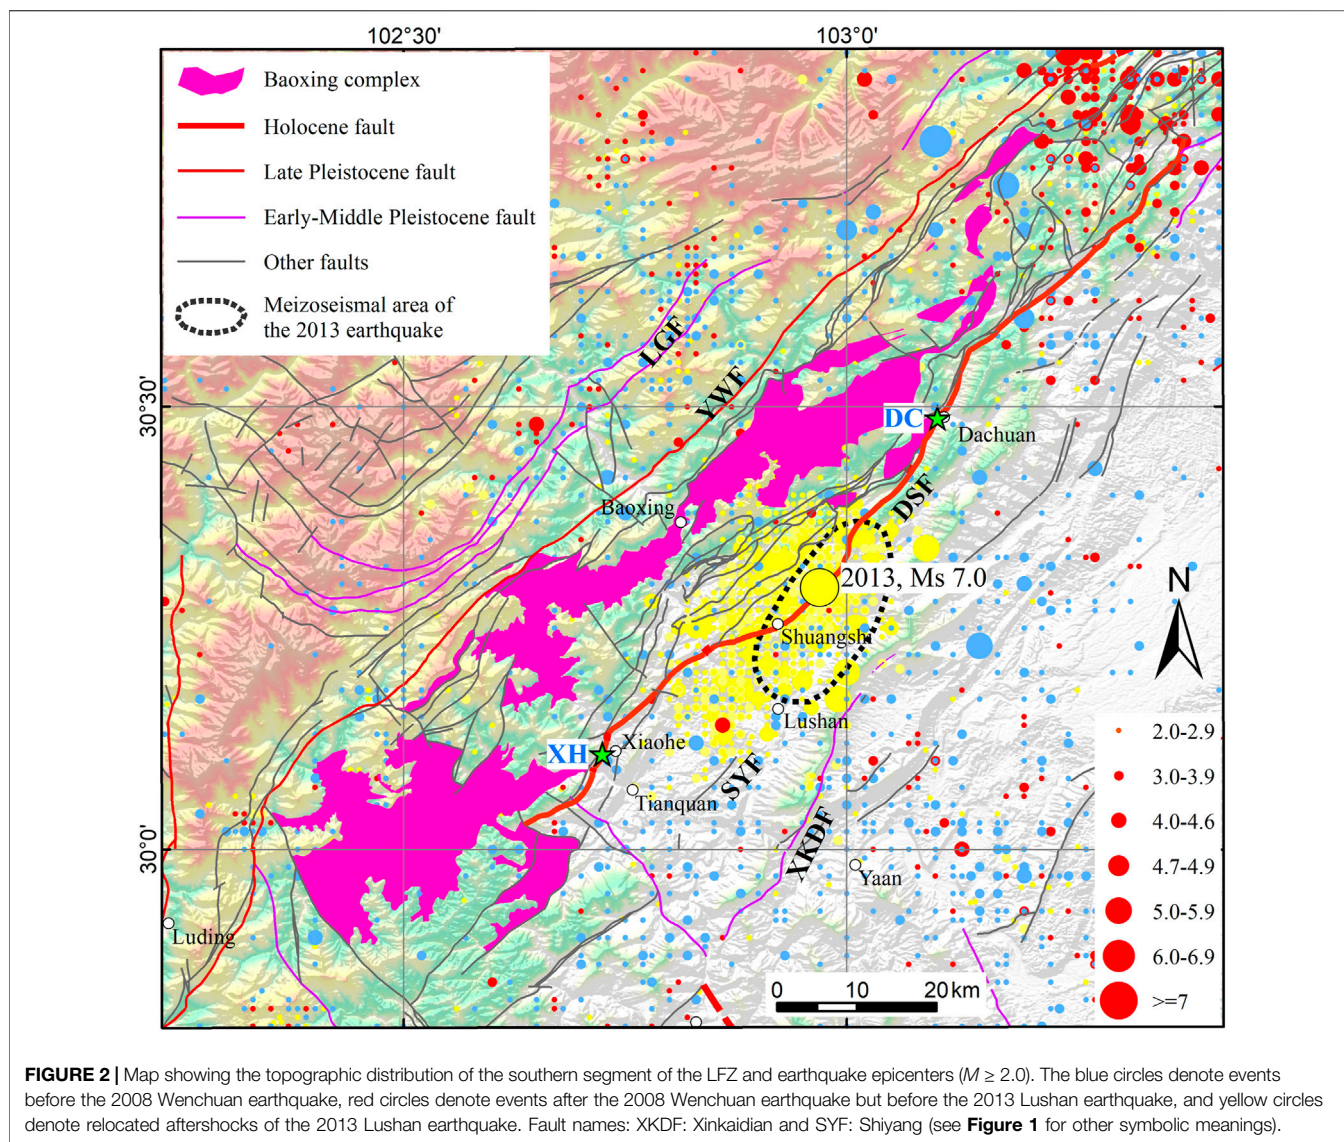 102°30'
103°0'
Baoxing complex
Holocene fault
Late Pleistocene fault
Early-Middle Pleistocene fault
Other faults
Meizoseismal area of
the 2013 earthquake
LGF
YWF
30°30'
DC
Dachuan
DSF
Baoxing
2013, Ms 7.0
N
Shuangshi
Lushan
XH
Xiaohe
SYF
Tianquan
XKDF
30°0'
Yaan
Luding
2.0-2.9
3.0-3.9
4.0-4.6
4.7-4.9
5.0-5.9
6.0-6.9
>=7
0 10 20 km
FIGURE 2 | Map showing the topographic distribution of the southern segment of the LFZ and earthquake epicenters (M ≥ 2.0). The blue circles denote events
before the 2008 Wenchuan earthquake, red circles denote events after the 2008 Wenchuan earthquake but before the 2013 Lushan earthquake, and yellow circles
denote relocated aftershocks of the 2013 Lushan earthquake. Fault names: XKDF: Xinkaidian and SYF: Shiyang (see Figure 1 for other symbolic meanings).